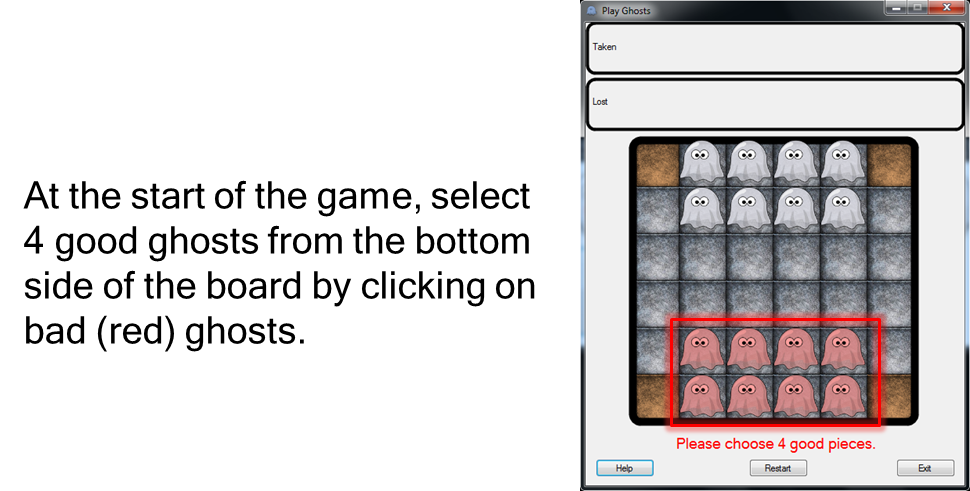 At the start of the game, select
4 good ghosts from the bottom
side of the board by clicking on
bad (red) ghosts.
Play Ghosts
Taken
Lost
Please choose 4 good pieces.
Help
Restart
Exit